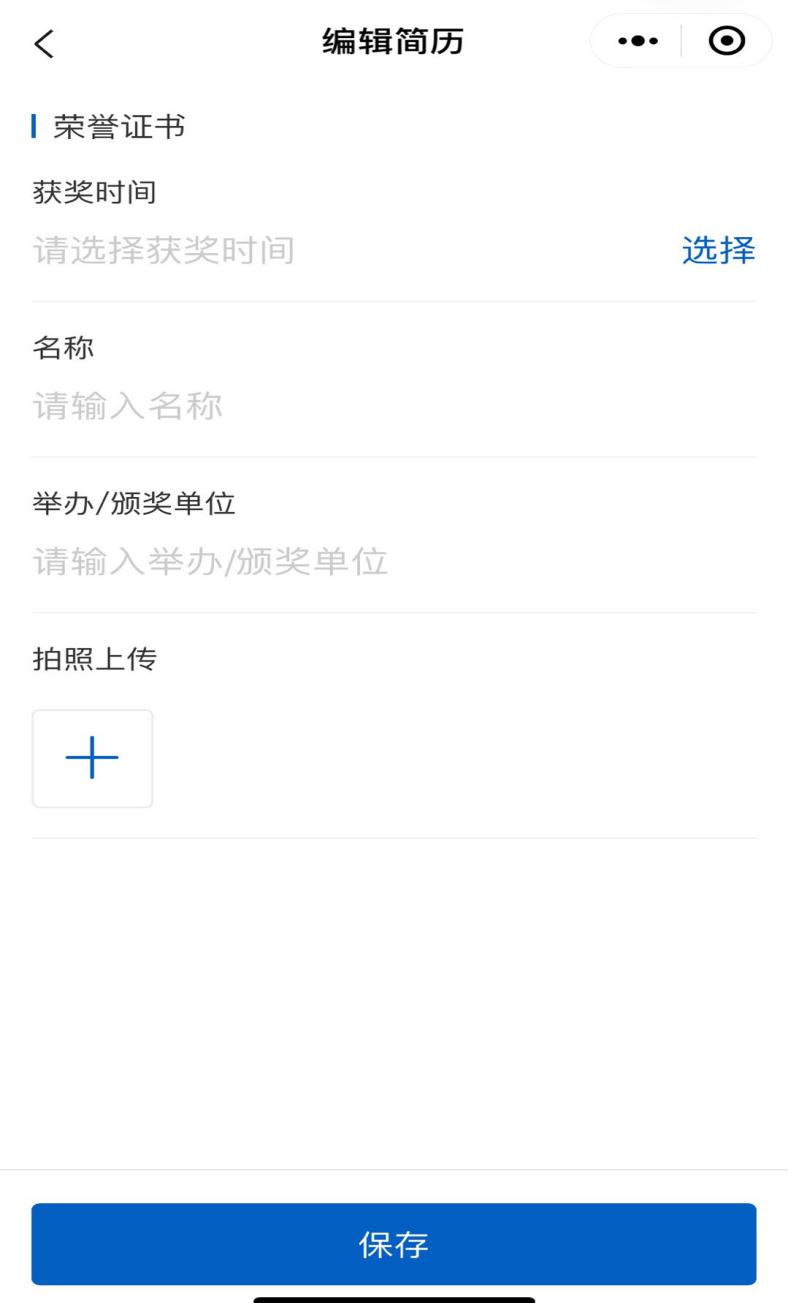 编辑简历
荣誉证书
获奖时间
请选择获奖时间 选择
名称
请输入名称
举办/颁奖单位
请输入举办/颁奖单位
拍照上传
保存